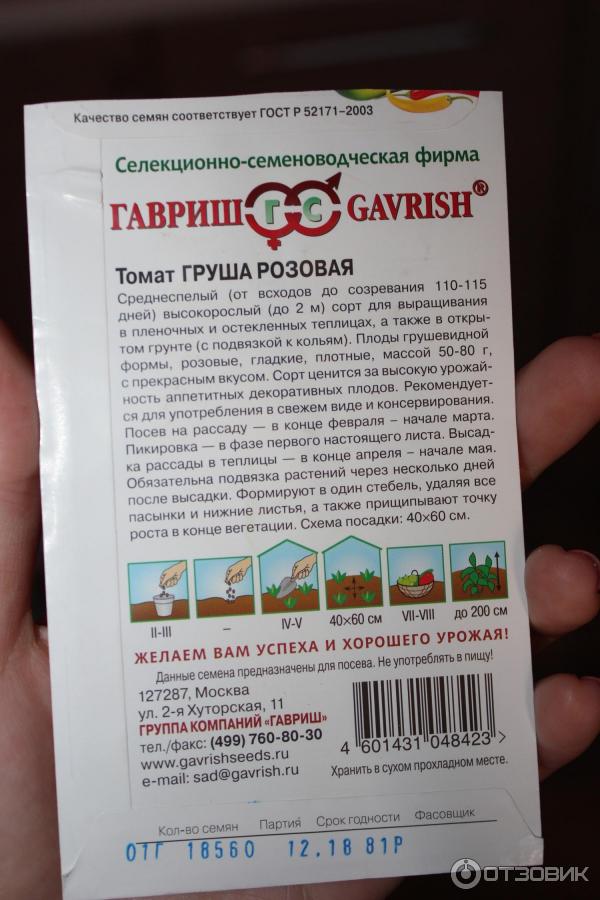 Качество семян соответствует ГОСТ Р 52171-2003
Селекционно-семеноводческая фирма
ГАВРИШ ГС GAVRISH®
Томат ГРУША РОЗОВАЯ
Среднеспелый (от всходов до созревания 110-115
дней) высокорослый (до 2 м) сорт для выращивания
в пленочных и остекленных теплицах, а также в откры-
том грунте (с подвязкой к кольям). Плоды грушевидной
формы, розовые, гладкие, плотные, массой 50-80 г,
с прекрасным вкусом. Сорт ценится за высокую урожай-
ность аппетитных декоративных плодов. Рекомендует-
ся для употребления в свежем виде и консервирования.
Посев на рассаду — в конце февраля – начале марта.
Пикировка — в фазе первого настоящего листа. Высад-
ка рассады в теплицы — в конце апреля – начале мая.
Обязательна подвязка растений через несколько дней
после высадки. Формируют в один стебель, удаляя все
пасынки и нижние листья, а также прищипывают точку
роста в конце вегетации. Схема посадки: 40×60 см.
II-III – IV-V 40×60 см VII-VIII до 200 см
ЖЕЛАЕМ ВАМ УСПЕХА И ХОРОШЕГО УРОЖАЯ!
Данные семена предназначены для посева. Не употреблять в пищу!
127287, Москва
ул. 2-я Хуторская, 11
ГРУППА КОМПАНИЙ «ГАВРИШ»
тел./факс: (499) 760-80-30
www.gavrishseeds.ru
e-mail: sad@gavrish.ru
4 601431 048423 >
Хранить в сухом прохладном месте.
Кол-во семян Партия Срок годности Фасовщик
01Г 18560 12.18 81Р
ОТЗОВИК